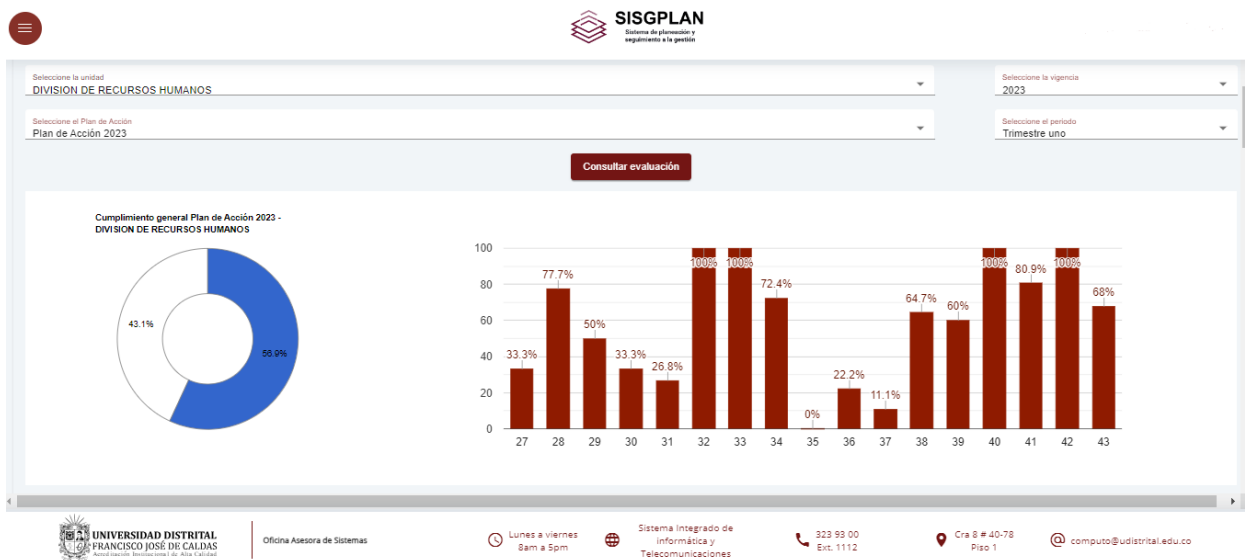 SISGPLAN
Sistema de planeación y
seguimiento a la gestión
Seleccione la unidad
DIVISION DE RECURSOS HUMANOS
Seleccione la vigencia
2023
Seleccione el Plan de Acción
Plan de Acción 2023
Seleccione el periodo
Trimestre uno
Consultar evaluación
Cumplimiento general Plan de Acción 2023 -
DIVISION DE RECURSOS HUMANOS
43.1%
56.9%
100
80
60
40
20
0
33.3%
77.7%
50%
33.3%
26.8%
100%
100%
72.4%
0%
22.2%
11.1%
64.7%
60%
100%
80.9%
100%
68%
27 28 29 30 31 32 33 34 35 36 37 38 39 40 41 42 43
UNIVERSIDAD DISTRITAL
FRANCISCO JOSÉ DE CALDAS
Acreditación Institucional de Alta Calidad
Oficina Asesora de Sistemas
Lunes a viernes
8am a 5pm
Sistema Integrado de
informática y
Telecomunicaciones
323 93 00
Ext. 1112
Cra 8 # 40-78
Piso 1
computo@udistrital.edu.co